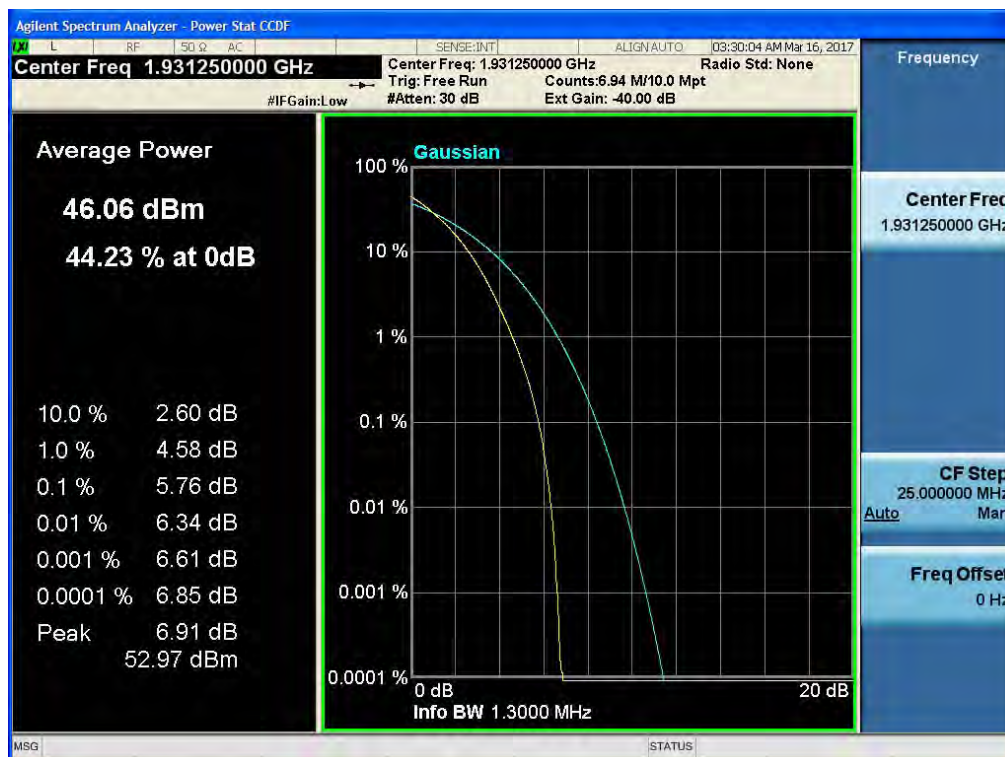 Agilent Spectrum Analyzer - Power Stat CCDF
LXI L RF 50 Ω AC SENSE:INT ALIGN AUTO 03:30:04 AM Mar 16, 2017
Center Freq 1.931250000 GHz
Center Freq: 1.931250000 GHz Radio Std: None
Trig: Free Run Counts:6.94 M/10.0 Mpt
#IFGain:Low #Atten: 30 dB Ext Gain: -40.00 dB
Average Power
46.06 dBm
44.23 % at 0dB
10.0 % 2.60 dB
1.0 % 4.58 dB
0.1 % 5.76 dB
0.01 % 6.34 dB
0.001 % 6.61 dB
0.0001 % 6.85 dB
Peak 6.91 dB
52.97 dBm
Gaussian
100 %
10 %
1 %
0.1 %
0.01 %
0.001 %
0.0001 %
0 dB 20 dB
Info BW 1.3000 MHz
Frequency
Center Freq
1.931250000 GHz
CF Step
25.000000 MHz
Auto Man
Freq Offset
0 Hz
MSG STATUS